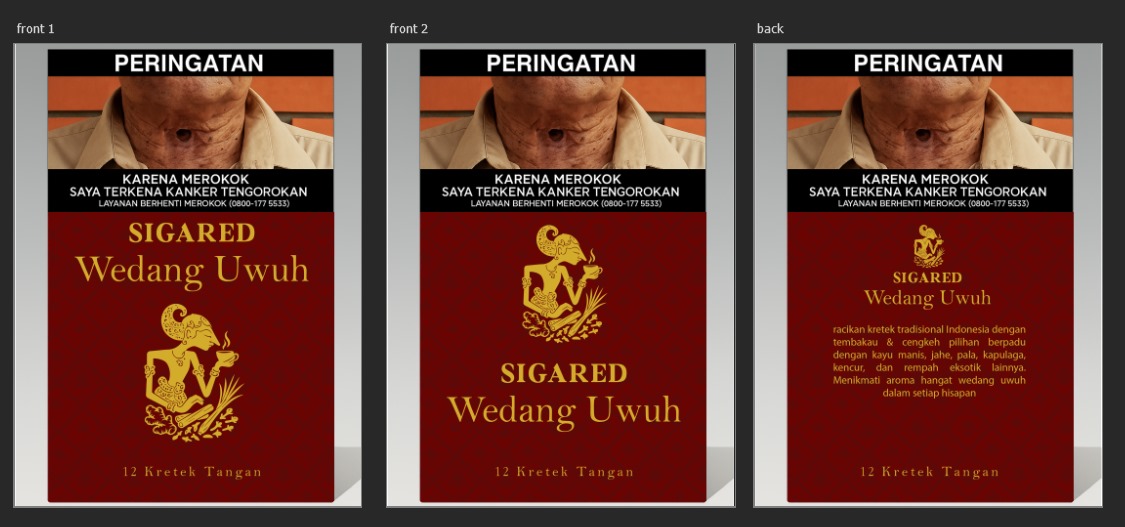 front 1
PERINGATAN
KARENA MEROKOK
SAYA TERKENA KANKER TENGOROKAN
LAYANAN BERHENTI MEROKOK (0800-177 5533)
SIGARED
Wedang Uwuh
12 Kretek Tangan
front 2
PERINGATAN
KARENA MEROKOK
SAYA TERKENA KANKER TENGOROKAN
LAYANAN BERHENTI MEROKOK (0800-177 5533)
SIGARED
Wedang Uwuh
12 Kretek Tangan
back
PERINGATAN
KARENA MEROKOK
SAYA TERKENA KANKER TENGOROKAN
LAYANAN BERHENTI MEROKOK (0800-177 5533)
SIGARED
Wedang Uwuh
racikan kretek tradisional Indonesia dengan
tembakau & cengkeh pilihan berpadu
dengan kayu manis, jahe, pala, kapulaga,
kencur, dan rempah eksotik lainnya.
Menikmati aroma hangat wedang uwuh
dalam setiap hisapan
12 Kretek Tangan